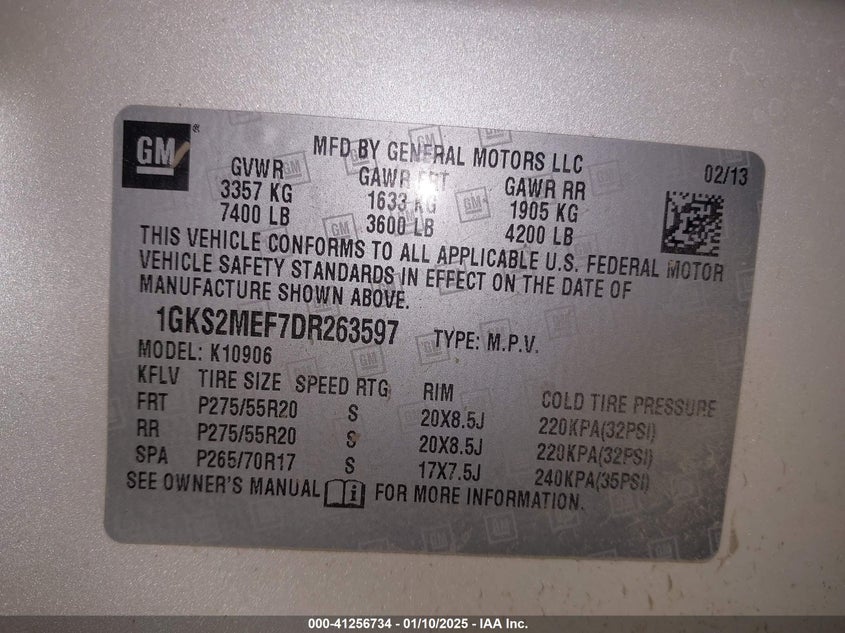 GM ®
MFD BY GENERAL MOTORS LLC
02/13
GVWR GAWR FRT GAWR RR
3357 KG 1633 KG 1905 KG
7400 LB 3600 LB 4200 LB
THIS VEHICLE CONFORMS TO ALL APPLICABLE U.S. FEDERAL MOTOR
VEHICLE SAFETY STANDARDS IN EFFECT ON THE DATE OF
MANUFACTURE SHOWN ABOVE.
1GKS2MEF7DR263597 TYPE: M.P.V.
MODEL: K10906
KFLV TIRE SIZE SPEED RTG RIM COLD TIRE PRESSURE
FRT P275/55R20 S 20X8.5J 220KPA(32PSI)
RR P275/55R20 S 20X8.5J 220KPA(32PSI)
SPA P265/70R17 S 17X7.5J 240KPA(35PSI)
SEE OWNER'S MANUAL i FOR MORE INFORMATION.
000-41256734 — 01/10/2025 — IAA Inc.